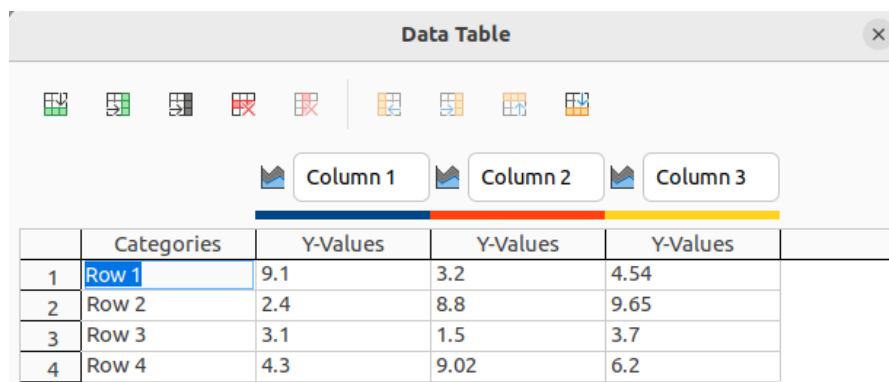 Data Table
Column 1 Column 2 Column 3
Categories Y-Values Y-Values Y-Values
1 Row 1 9.1 3.2 4.54
2 Row 2 2.4 8.8 9.65
3 Row 3 3.1 1.5 3.7
4 Row 4 4.3 9.02 6.2